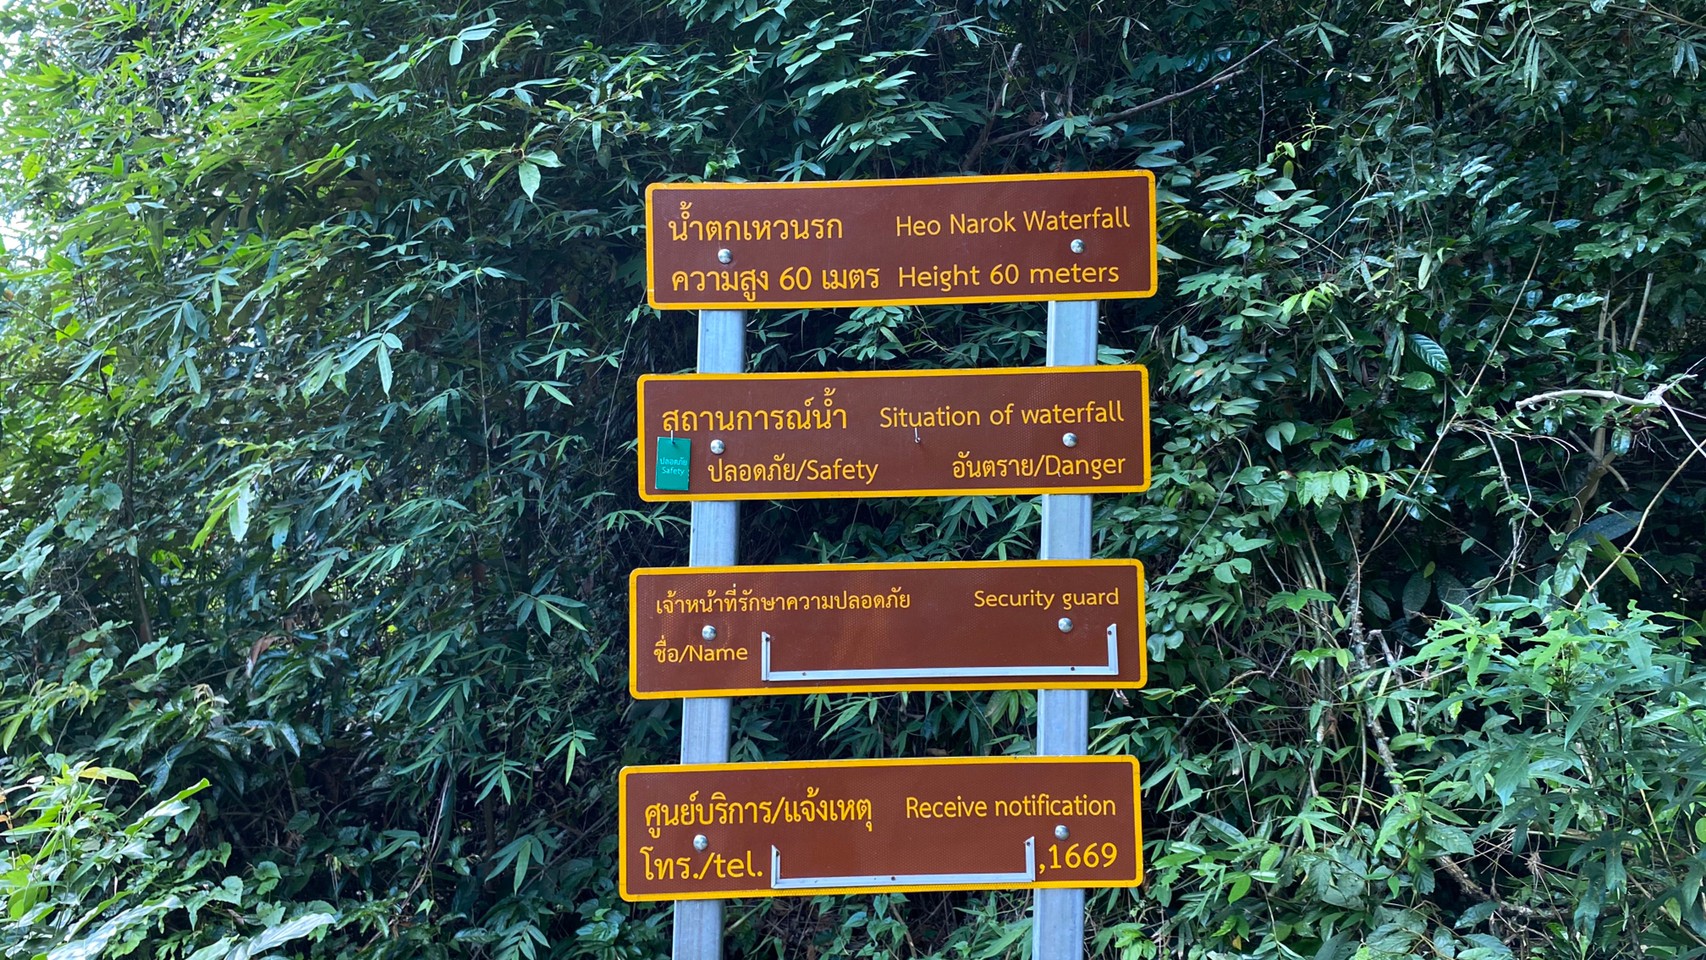 น้ำตกเหวนรก Heo Narok Waterfall
ความสูง 60 เมตร Height 60 meters
สถานการณ์น้ำ Situation of waterfall
ปลอดภัย
Safety
ปลอดภัย/Safety อันตราย/Danger
เจ้าหน้าที่รักษาความปลอดภัย Security guard
ชื่อ/Name
ศูนย์บริการ/แจ้งเหตุ Receive notification
โทร./tel. ,1669